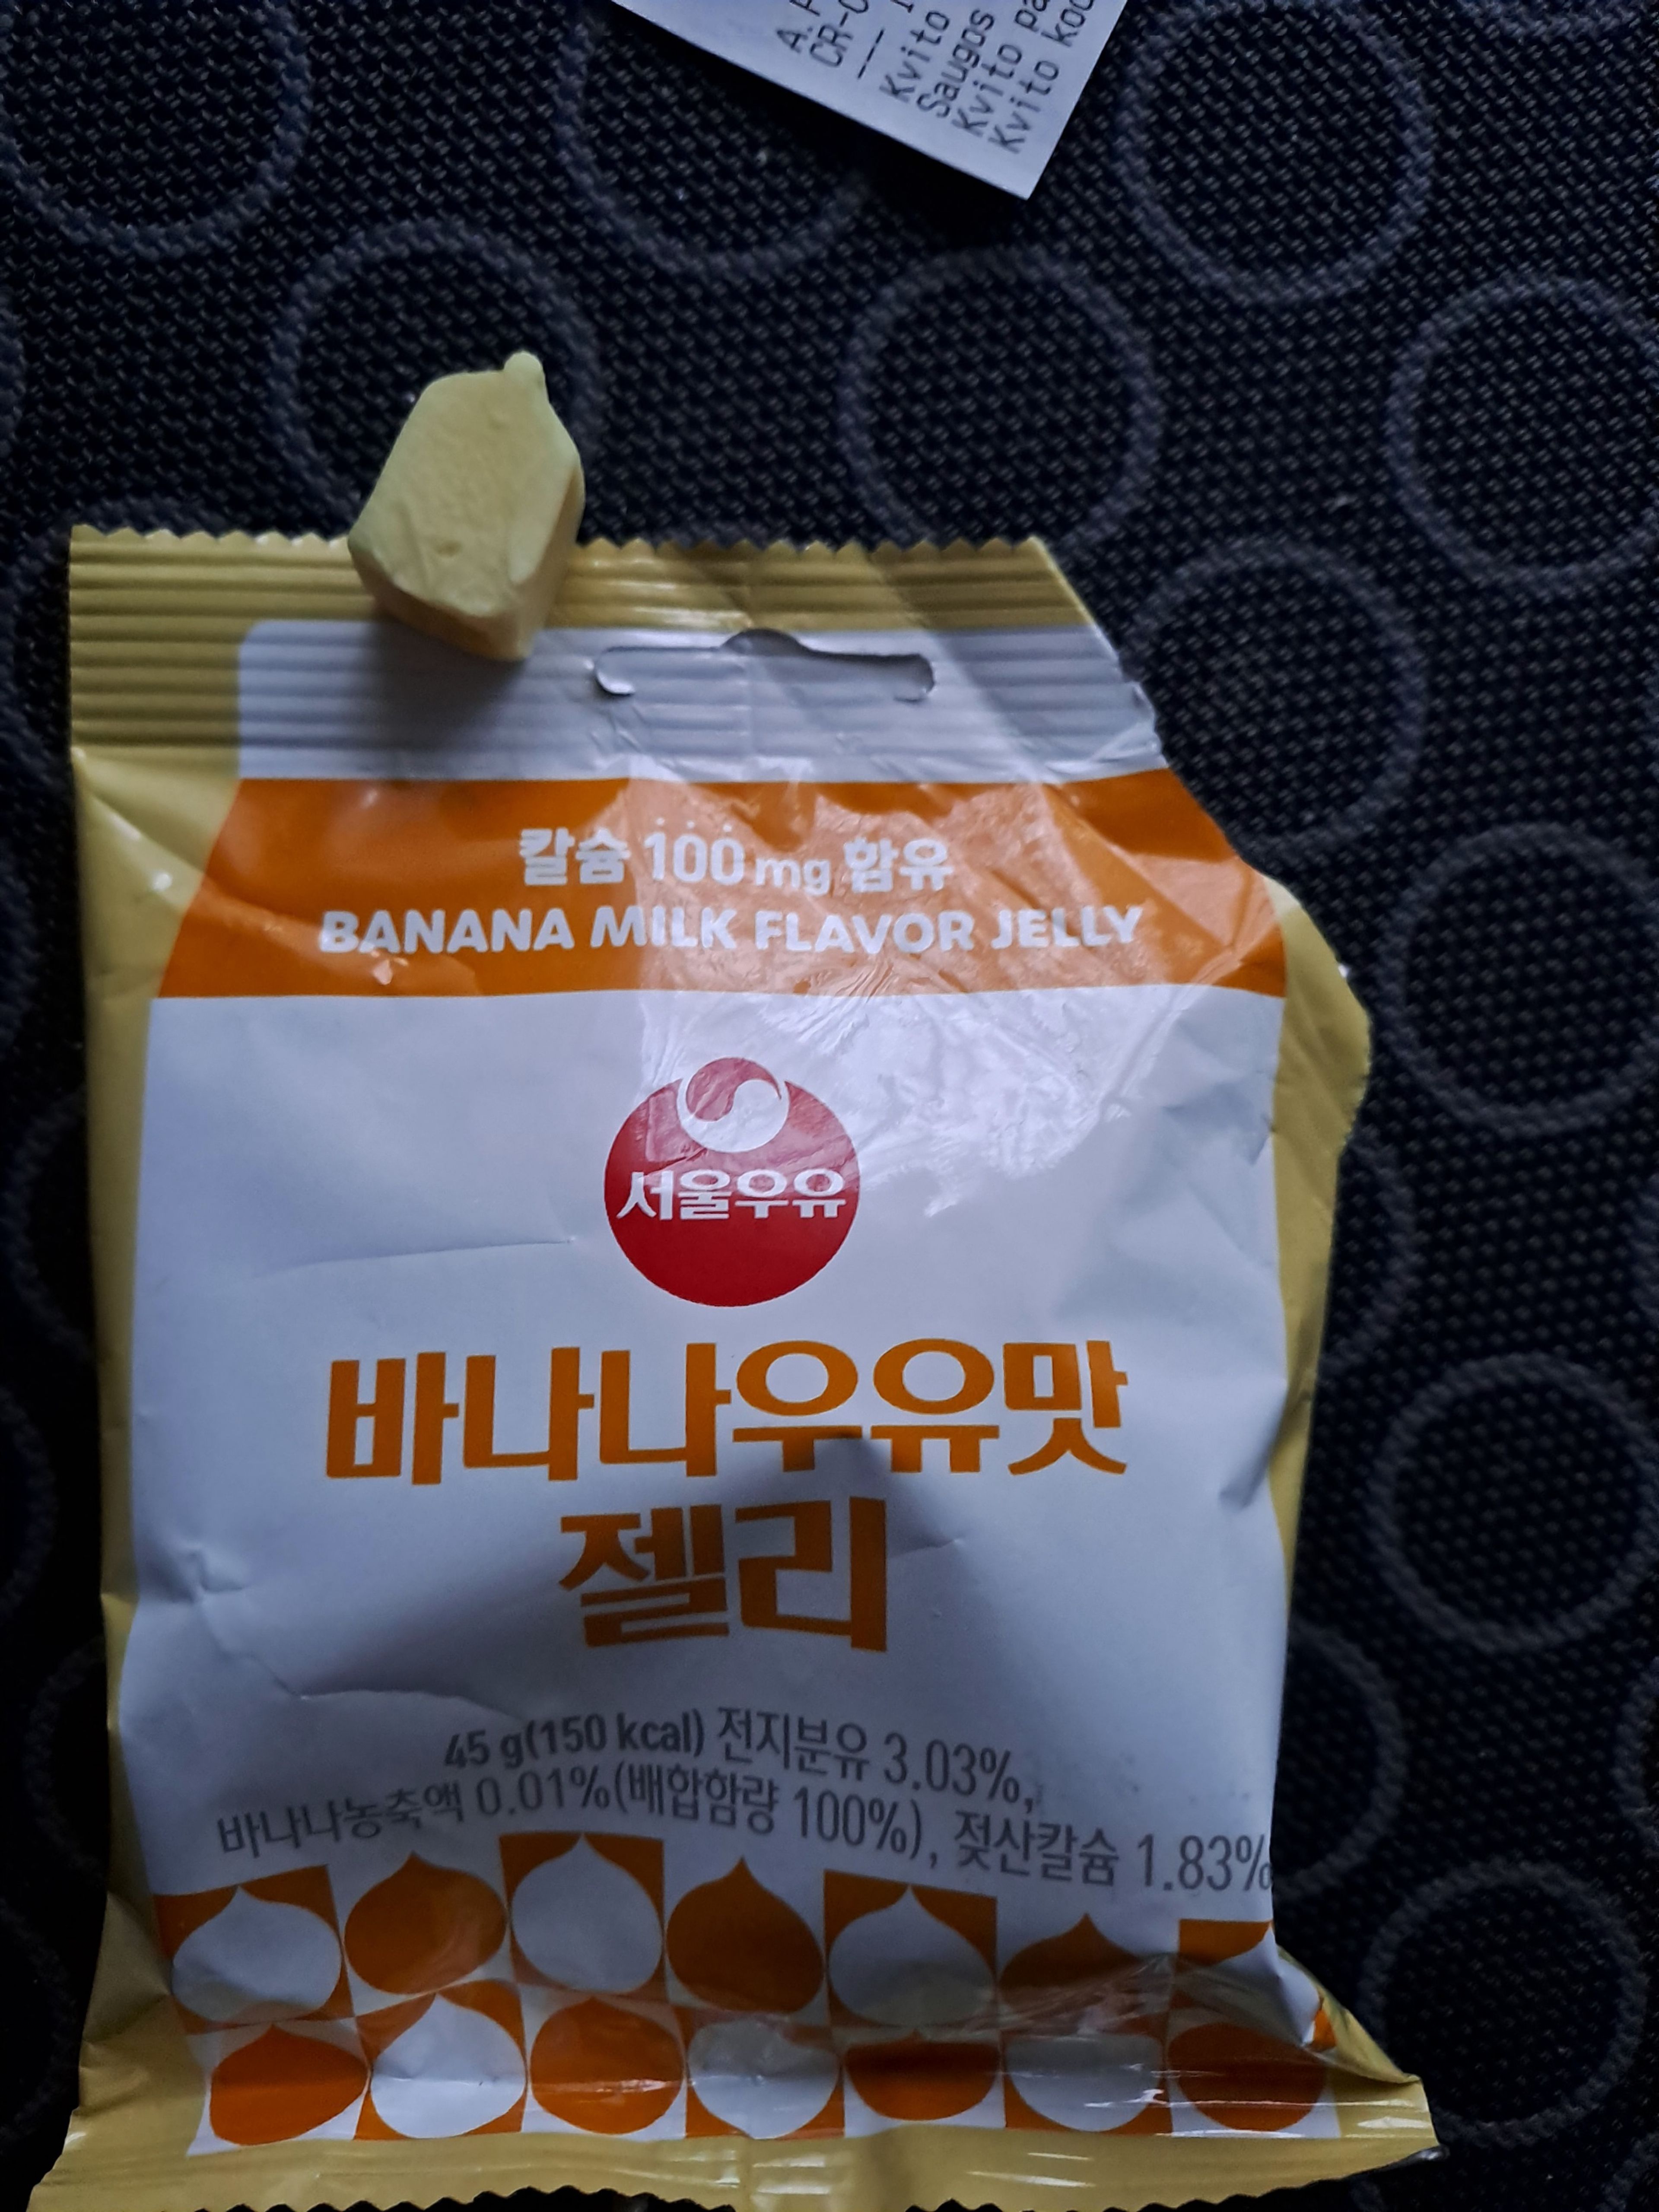 Kvito
Saugos
Kvito
Kvito
칼슘 100mg 함유
BANANA MILK FLAVOR JELLY
서울우유
바나나우유맛
젤리
45 g(150 kcal) 전지분유 3.03%,
바나나농축액 0.01%(배합함량 100%), 젖산칼슘 1.83%